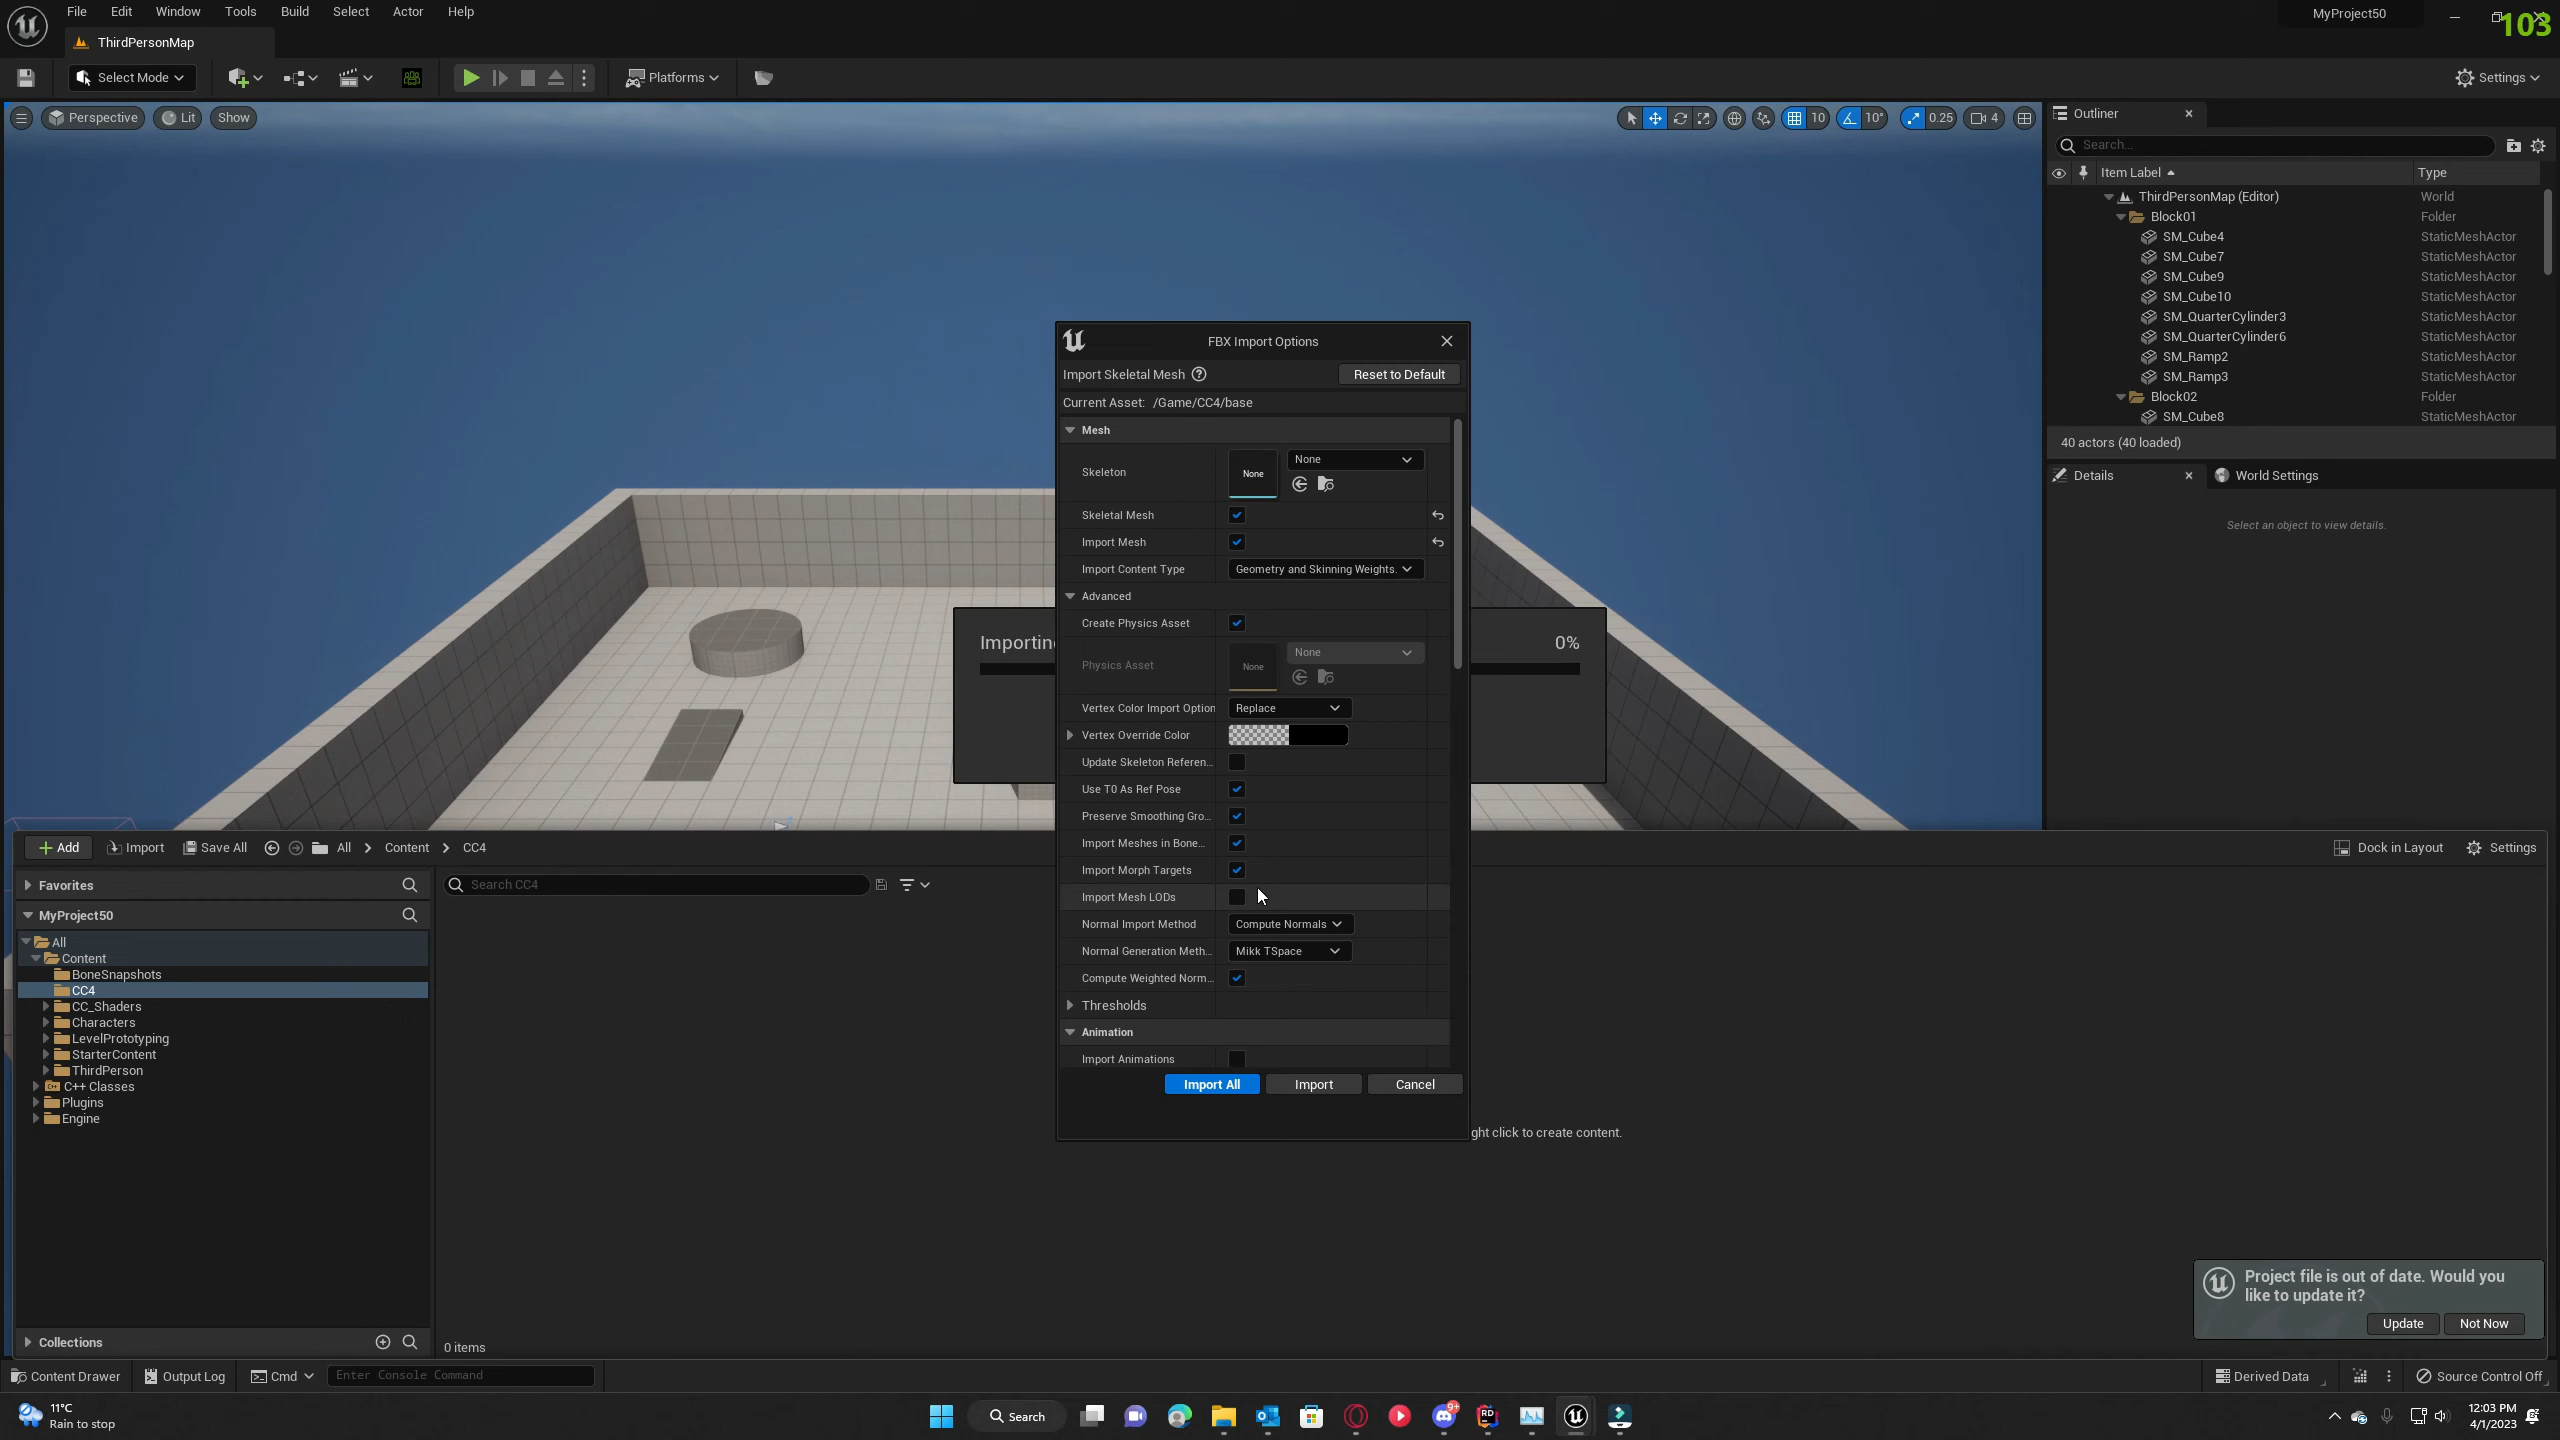 File Edit Window Tools Build Select Actor Help
MyProject50
103
ThirdPersonMap
Select Mode
Platforms
Settings
Perspective Lit Show
10 10° 0.25 4
Outliner
Search...
Item Label Type
ThirdPersonMap (Editor) World
Block01 Folder
SM_Cube4 StaticMeshActor
SM_Cube7 StaticMeshActor
SM_Cube9 StaticMeshActor
SM_Cube10 StaticMeshActor
SM_QuarterCylinder3 StaticMeshActor
SM_QuarterCylinder6 StaticMeshActor
SM_Ramp2 StaticMeshActor
SM_Ramp3 StaticMeshActor
Block02 Folder
SM_Cube8 StaticMeshActor
40 actors (40 loaded)
Details World Settings
Select an object to view details.
FBX Import Options
Import Skeletal Mesh Reset to Default
Current Asset: /Game/CC4/base
Mesh
Skeleton None None
Skeletal Mesh
Import Mesh
Import Content Type Geometry and Skinning Weights.
Advanced
Create Physics Asset
Importing 0%
Physics Asset None None
Vertex Color Import Option Replace
Vertex Override Color
Update Skeleton Referen...
Use T0 As Ref Pose
Preserve Smoothing Gro...
Import Meshes in Bone...
Import Morph Targets
Import Mesh LODs
Normal Import Method Compute Normals
Normal Generation Meth... Mikk TSpace
Compute Weighted Norm...
Thresholds
Animation
Import Animations
Import All Import Cancel
Add Import Save All All Content CC4
Dock in Layout Settings
Favorites
Search CC4
MyProject50
All
Content
BoneSnapshots
CC4
CC_Shaders
Characters
LevelPrototyping
StarterContent
ThirdPerson
C++ Classes
Plugins
Engine
ght click to create content.
Project file is out of date. Would you
like to update it?
Update Not Now
Collections
0 items
Content Drawer Output Log Cmd Enter Console Command
Derived Data Source Control Off
11°C
Rain to stop
Search
9+
RD
12:03 PM
4/1/2023